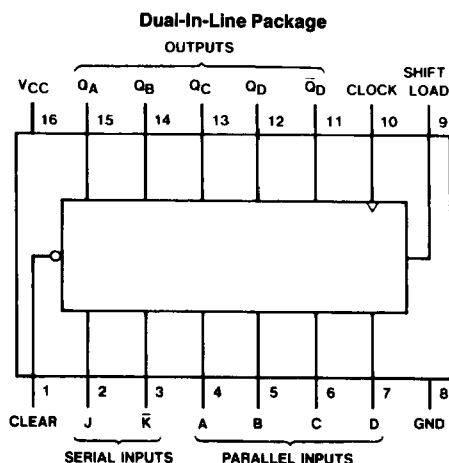 Dual-In-Line Package
OUTPUTS
VCC QA QB QC QD Q̅D CLOCK SHIFT LOAD
16 15 14 13 12 11 10 9
1 2 3 4 5 6 7 8
CLEAR J K̅ A B C D GND
SERIAL INPUTS PARALLEL INPUTS